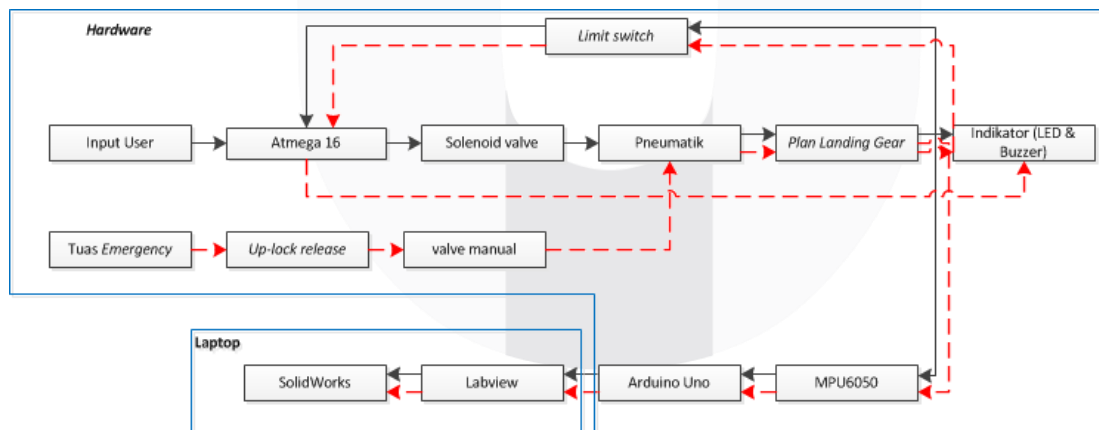 Hardware
Limit switch
Input User
Atmega 16
Solenoid valve
Pneumatik
Plan Landing Gear
Indikator (LED &
Buzzer)
Tuas Emergency
Up-lock release
valve manual
Laptop
SolidWorks
Labview
Arduino Uno
MPU6050